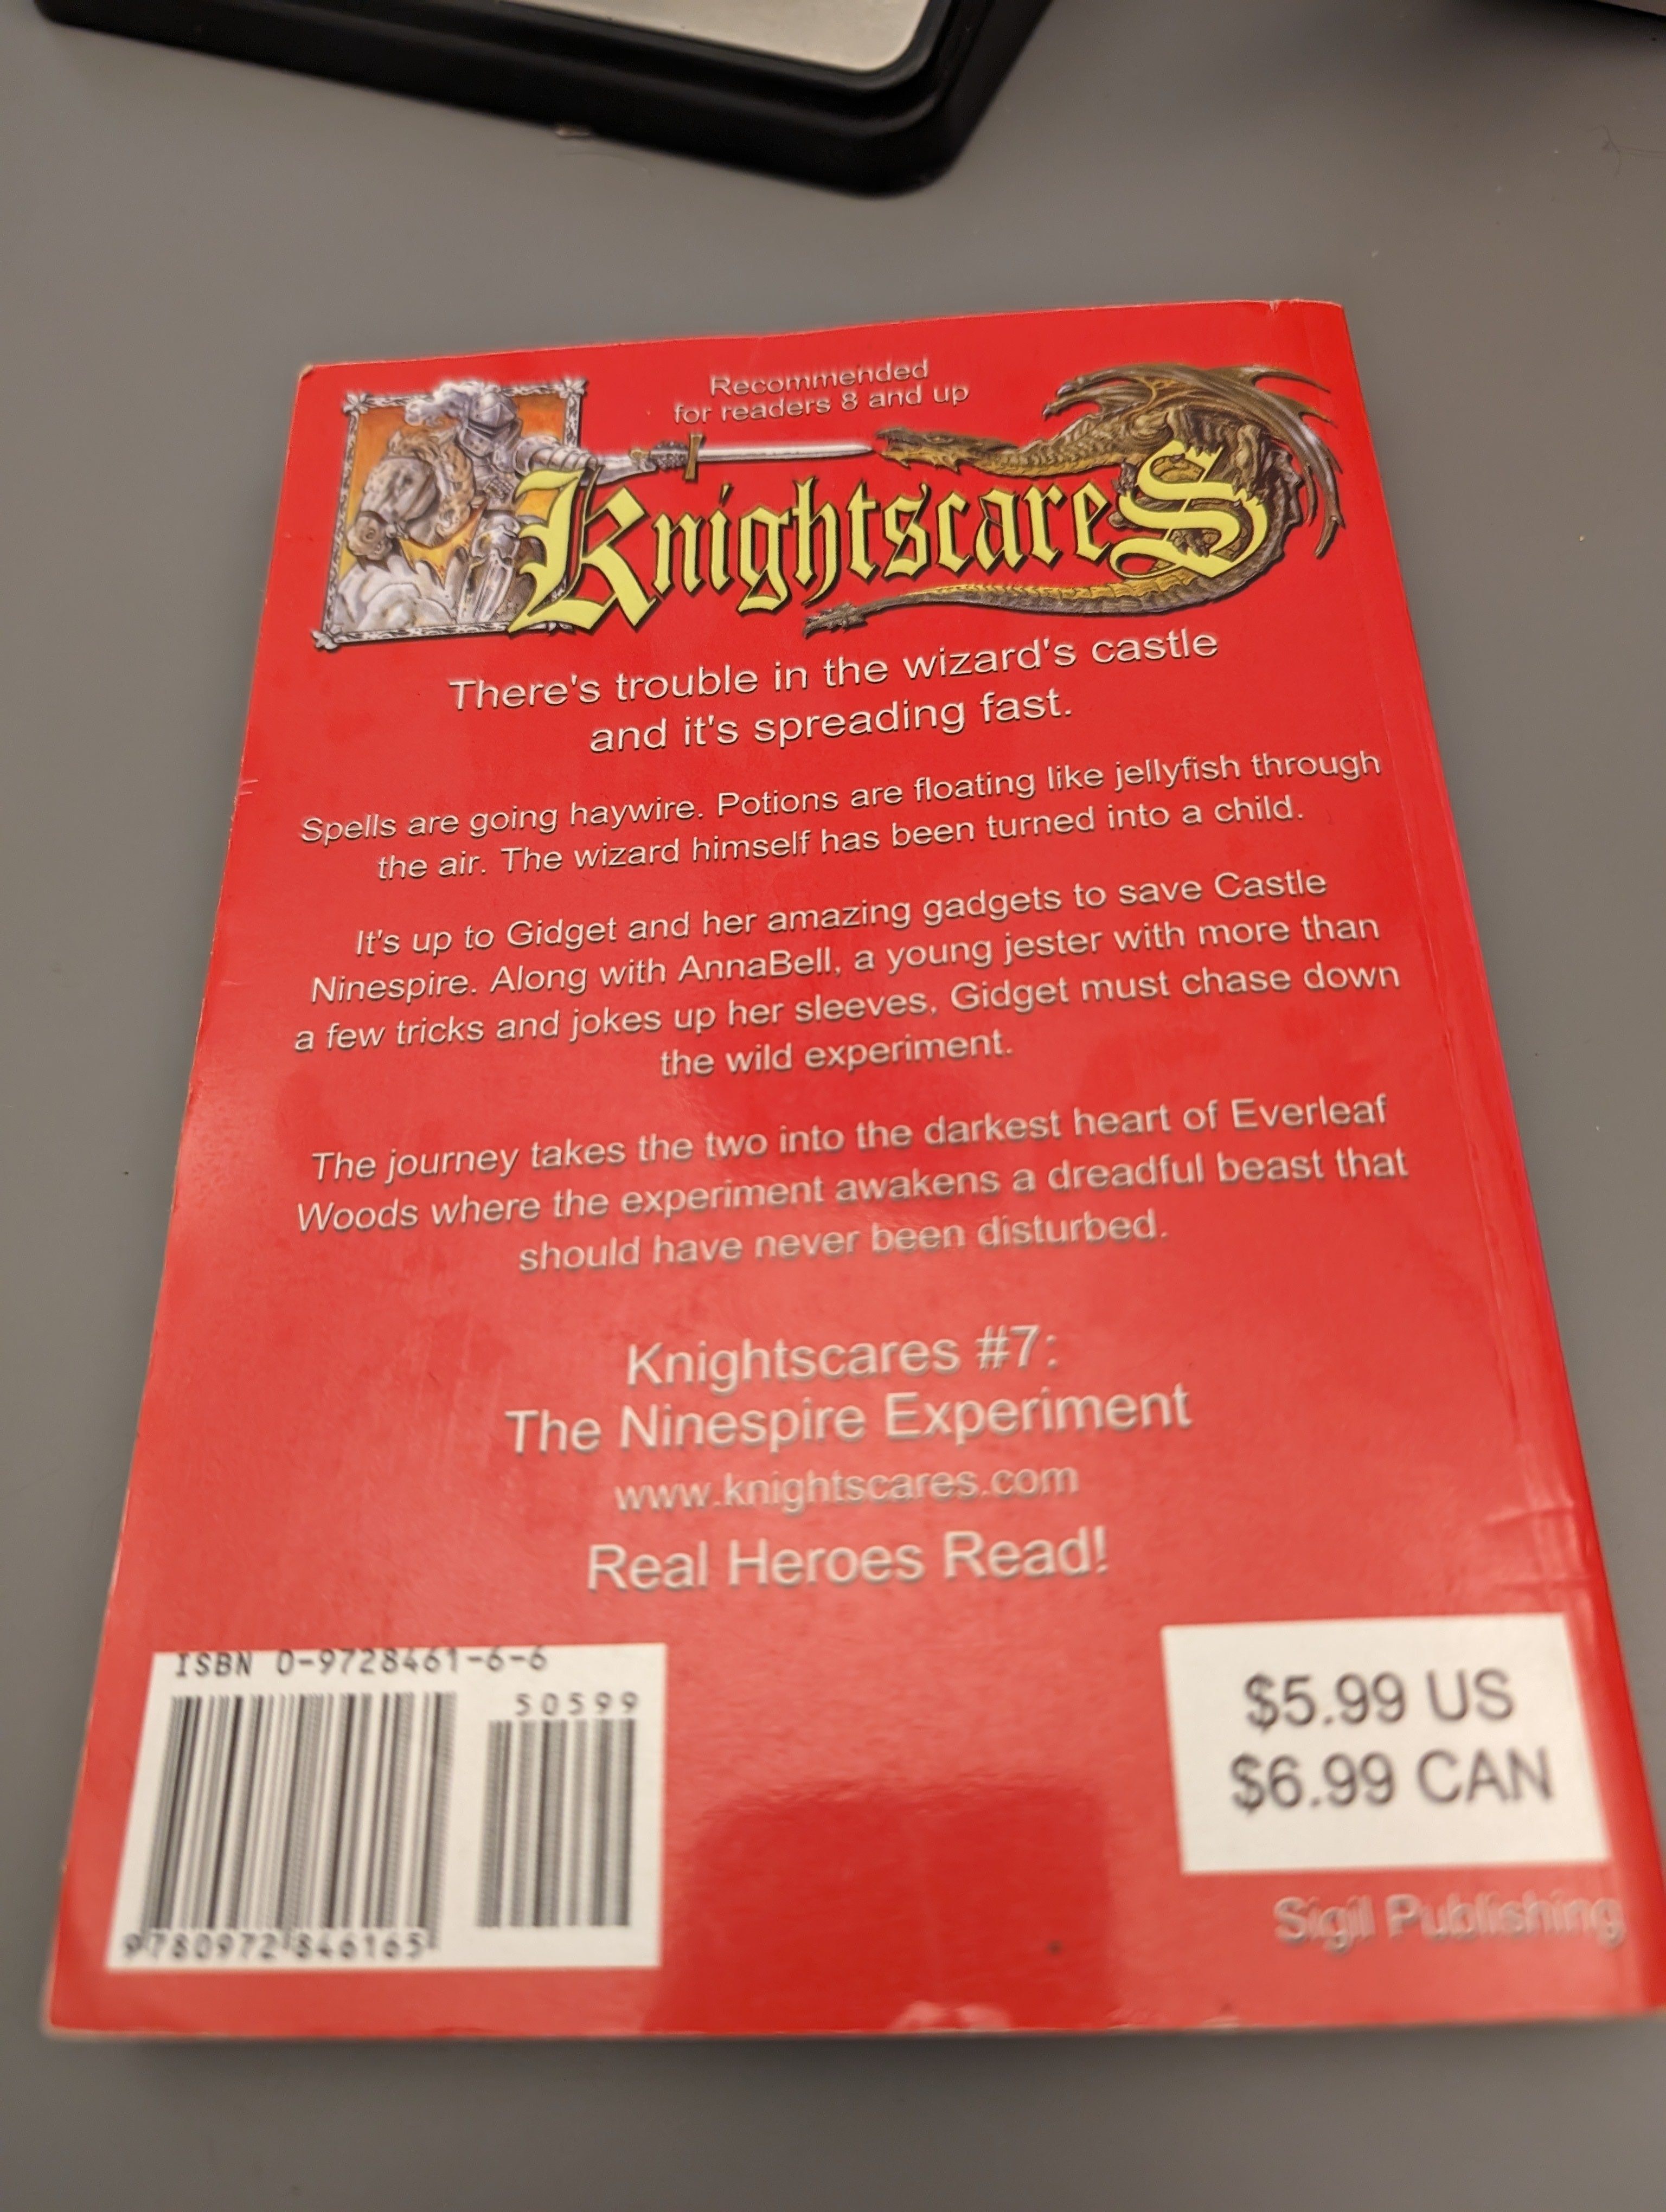 Recommended
for readers 8 and up
Knightscares
There's trouble in the wizard's castle
and it's spreading fast.
Spells are going haywire. Potions are floating like jellyfish through
the air. The wizard himself has been turned into a child.
It's up to Gidget and her amazing gadgets to save Castle
Ninespire. Along with AnnaBell, a young jester with more than
a few tricks and jokes up her sleeves, Gidget must chase down
the wild experiment.
The journey takes the two into the darkest heart of Everleaf
Woods where the experiment awakens a dreadful beast that
should have never been disturbed.
Knightscares #7:
The Ninespire Experiment
www.knightscares.com
Real Heroes Read!
ISBN 0-9728461-6-6
50599
9780972846165
$5.99 US
$6.99 CAN
Sigil Publishing